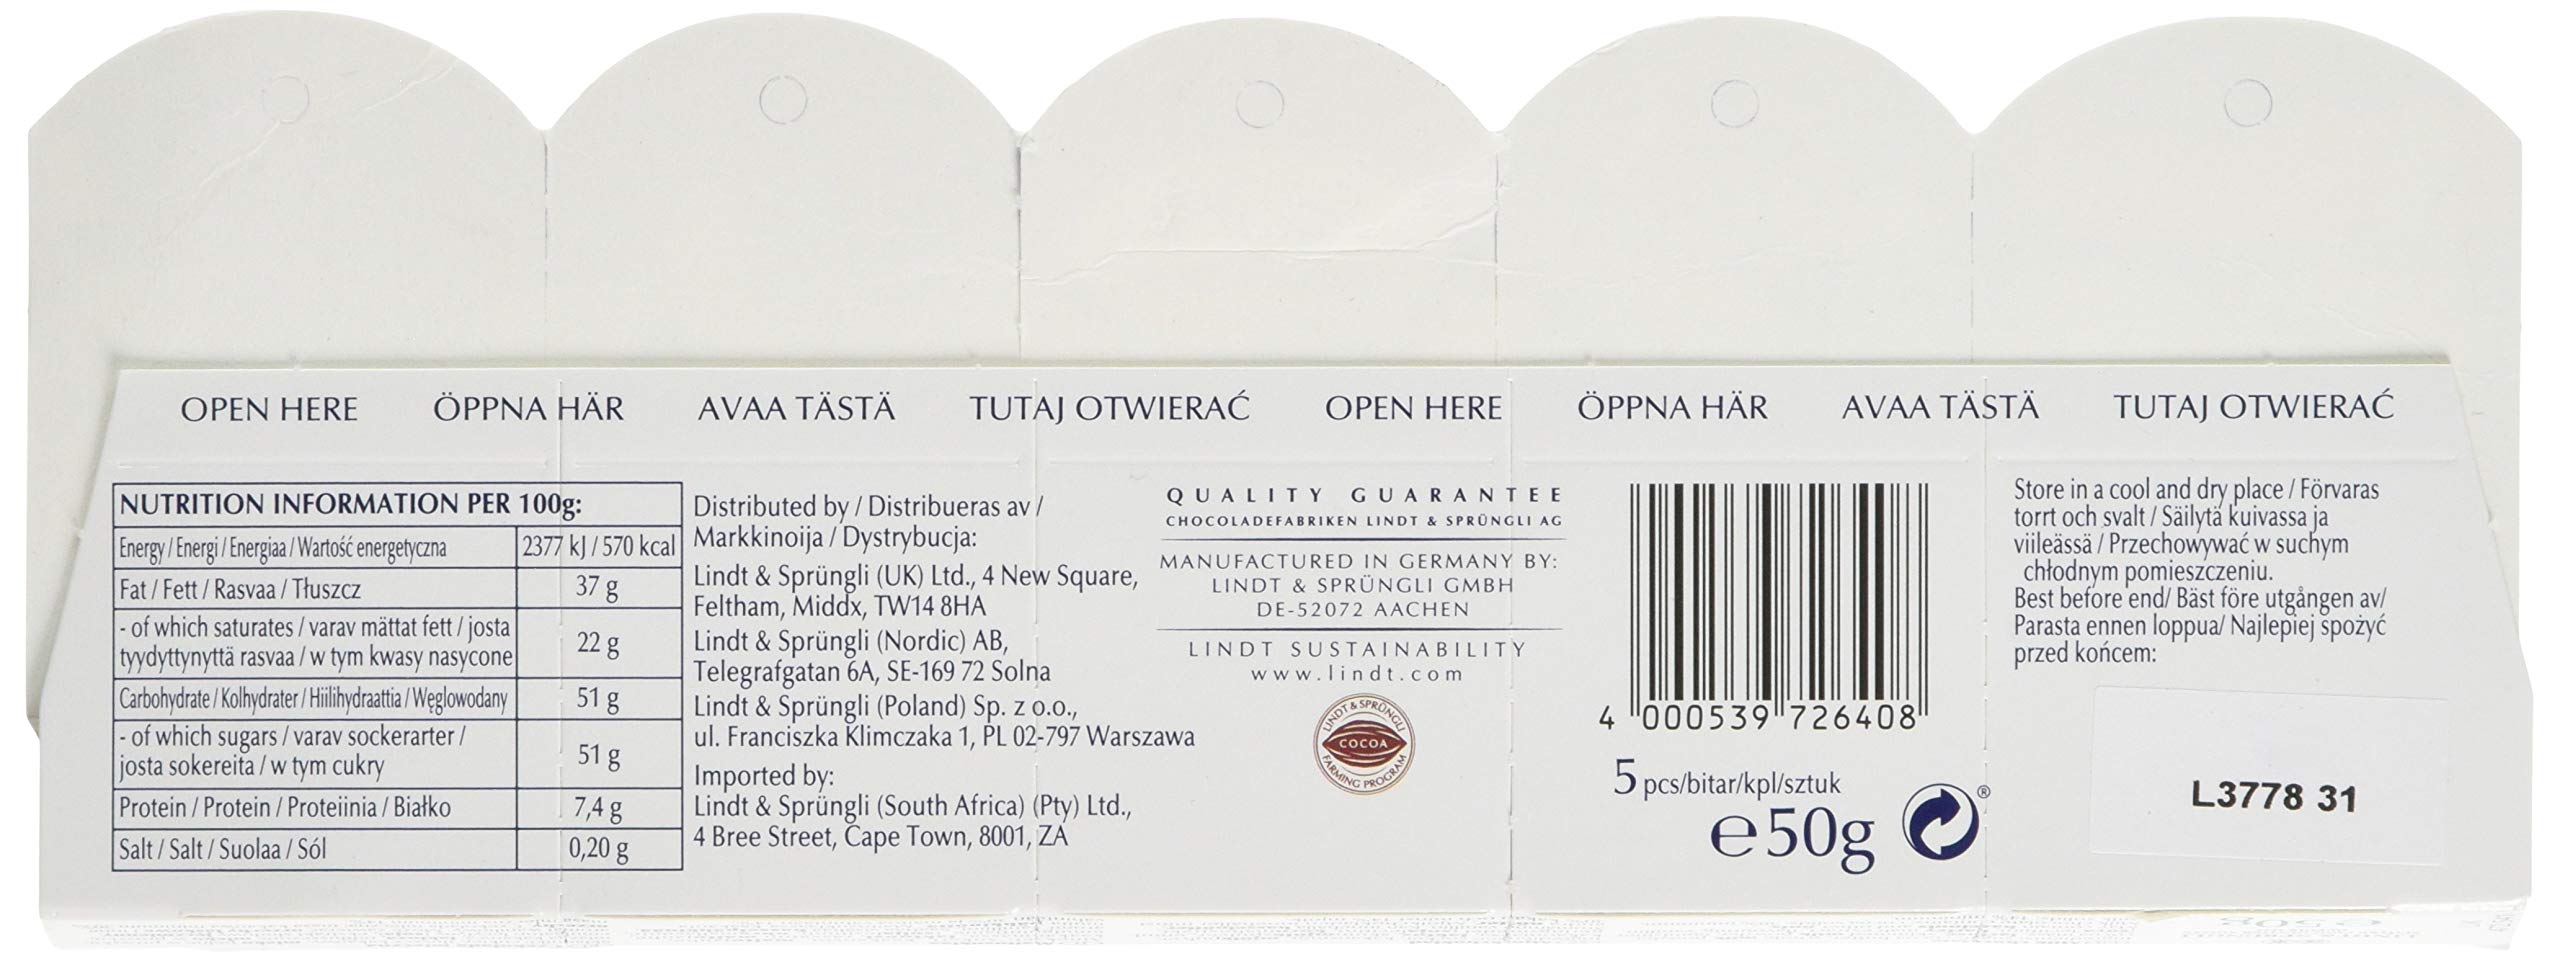 OPEN HERE ÖPPNA HÄR AVAA TÄSTÄ TUTAJ OTWIERAĆ OPEN HERE ÖPPNA HÄR AVAA TÄSTÄ TUTAJ OTWIERAĆ
NUTRITION INFORMATION PER 100g:
Energy / Energi / Energiaa / Wartość energetyczna 2377 kJ / 570 kcal
Fat / Fett / Rasvaa / Tłuszcz 37 g
- of which saturates / varav mättat fett / josta
tyydyttynyttä rasvaa / w tym kwasy nasycone 22 g
Carbohydrate / Kolhydrater / Hiilihydraattia / Węglowodany 51 g
- of which sugars / varav sockerarter /
josta sokereita / w tym cukry 51 g
Protein / Protein / Proteiinia / Białko 7,4 g
Salt / Salt / Suolaa / Sól 0,20 g
Distributed by / Distribueras av /
Markkinoija / Dystrybucja:
Lindt & Sprüngli (UK) Ltd., 4 New Square,
Feltham, Middx, TW14 8HA
Lindt & Sprüngli (Nordic) AB,
Telegrafgatan 6A, SE-169 72 Solna
Lindt & Sprüngli (Poland) Sp. z o.o.,
ul. Franciszka Klimczaka 1, PL 02-797 Warszawa
Imported by:
Lindt & Sprüngli (South Africa) (Pty) Ltd.,
4 Bree Street, Cape Town, 8001, ZA
QUALITY GUARANTEE
CHOCOLADEFABRIKEN LINDT & SPRÜNGLI AG
MANUFACTURED IN GERMANY BY:
LINDT & SPRÜNGLI GMBH
DE-52072 AACHEN
LINDT SUSTAINABILITY
www.lindt.com
LINDT & SPRÜNGLI
COCOA
FARMING PROGRAM
4 000539 726408
5 pcs/bitar/kpl/sztuk
e 50g
®
Store in a cool and dry place / Förvaras
torrt och svalt / Säilytä kuivassa ja
viileässä / Przechowywać w suchym
chłodnym pomieszczeniu.
Best before end/ Bäst före utgången av/
Parasta ennen loppua/ Najlepiej spożyć
przed końcem:
L3778 31